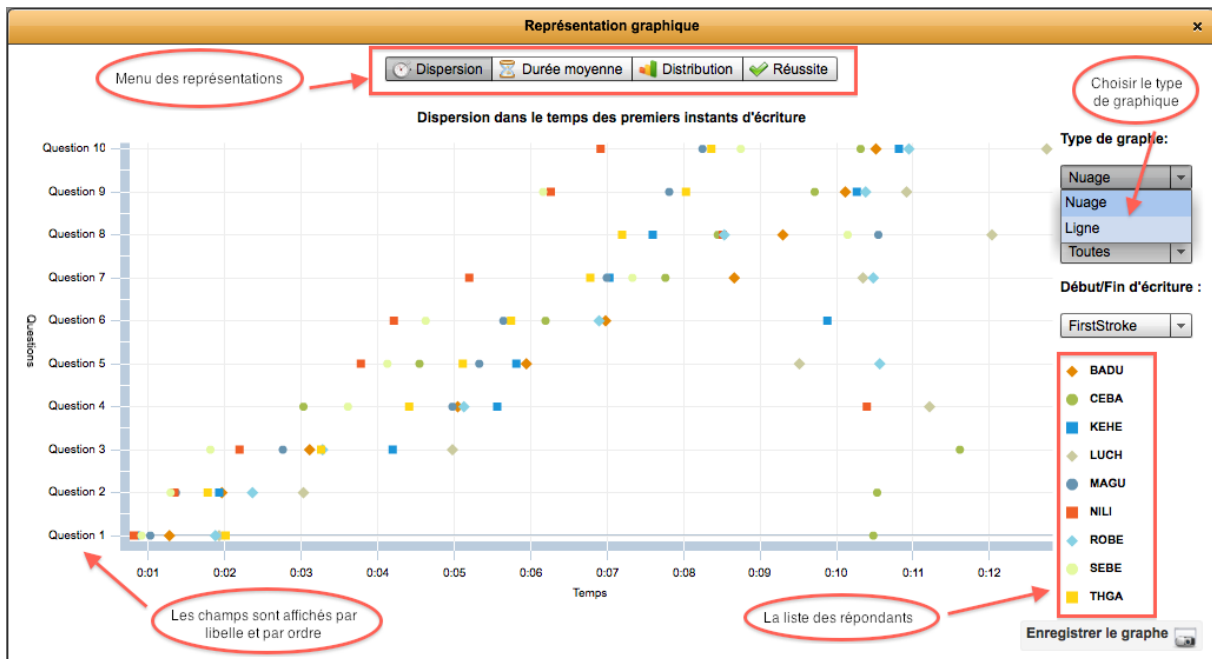 Représentation graphique
×
Menu des représentations
Dispersion
Durée moyenne
Distribution
Réussite
Choisir le type
de graphique
Dispersion dans le temps des premiers instants d'écriture
Type de graphe:
Nuage
Nuage
Ligne
Toutes
Début/Fin d'écriture :
FirstStroke
Questions
Question 10
Question 9
Question 8
Question 7
Question 6
Question 5
Question 4
Question 3
Question 2
Question 1
0:01
0:02
0:03
0:04
0:05
0:06
0:07
0:08
0:09
0:10
0:11
0:12
Temps
BADU
CEBA
KEHE
LUCH
MAGU
NILI
ROBE
SEBE
THGA
Les champs sont affichés par
libelle et par ordre
La liste des répondants
Enregistrer le graphe